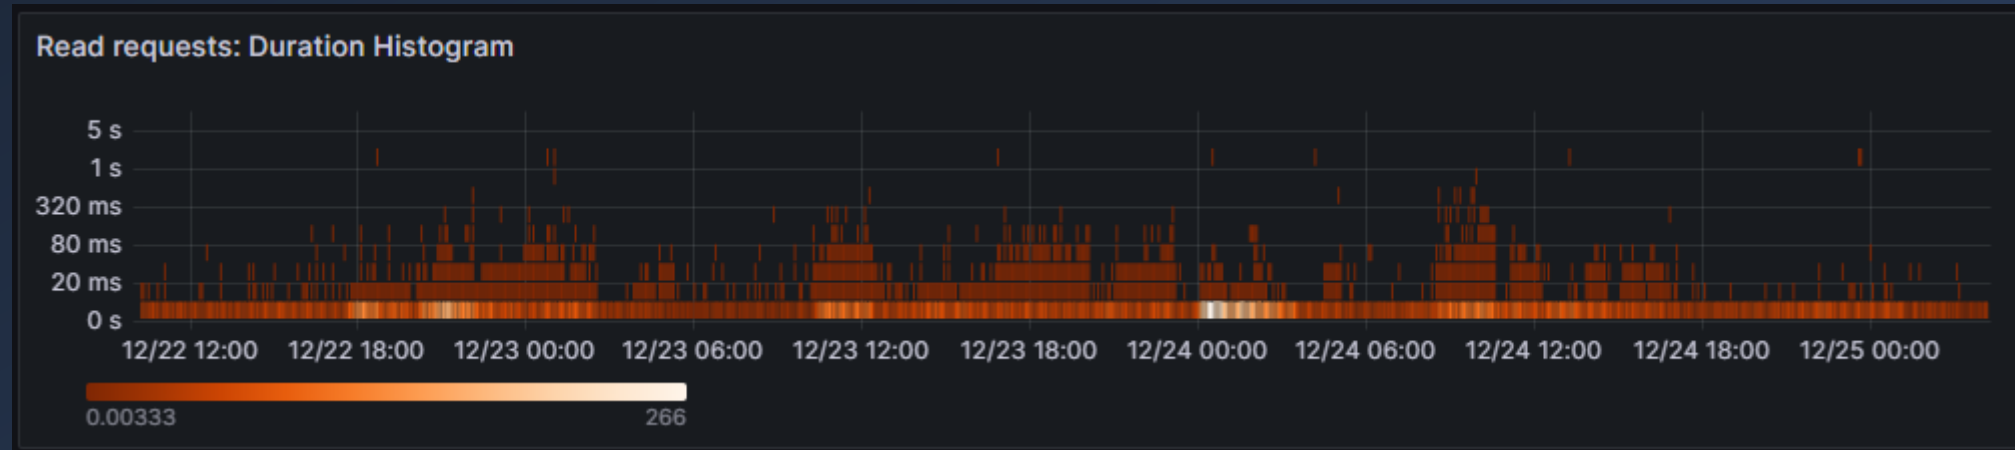 Read requests: Duration Histogram
5 s
1 s
320 ms
80 ms
20 ms
0 s
12/22 12:00 12/22 18:00 12/23 00:00 12/23 06:00 12/23 12:00 12/23 18:00 12/24 00:00 12/24 06:00 12/24 12:00 12/24 18:00 12/25 00:00
0.00333 266